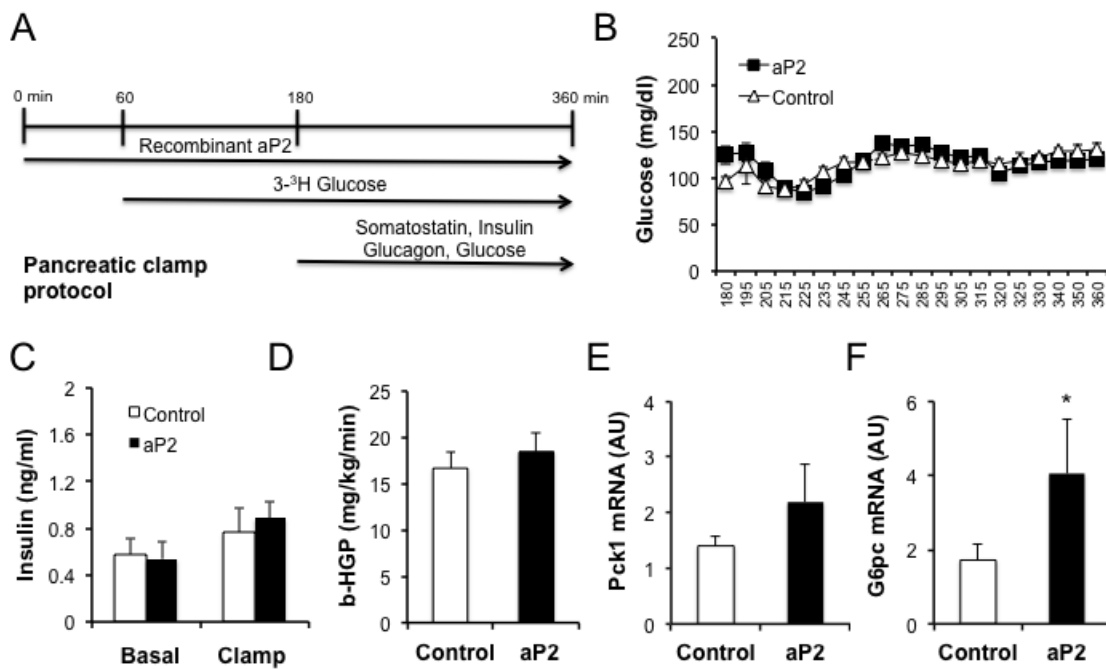 A
0 min 60 180 360 min
Recombinant aP2
3-³H Glucose
Somatostatin, Insulin
Glucagon, Glucose
Pancreatic clamp
protocol
B
Glucose (mg/dl)
250
200
150
100
50
0
aP2
Control
180 195 205 215 225 235 245 255 265 275 285 295 305 315 320 325 330 340 350 360
C
Insulin (ng/ml)
2
1.6
1.2
0.8
0.4
0
Control
aP2
Basal Clamp
D
b-HGP (mg/kg/min)
25
20
15
10
5
0
Control aP2
E
Pck1 mRNA (AU)
4
3
2
1
0
Control aP2
F
G6pc mRNA (AU)
6
4
2
0
*
Control aP2